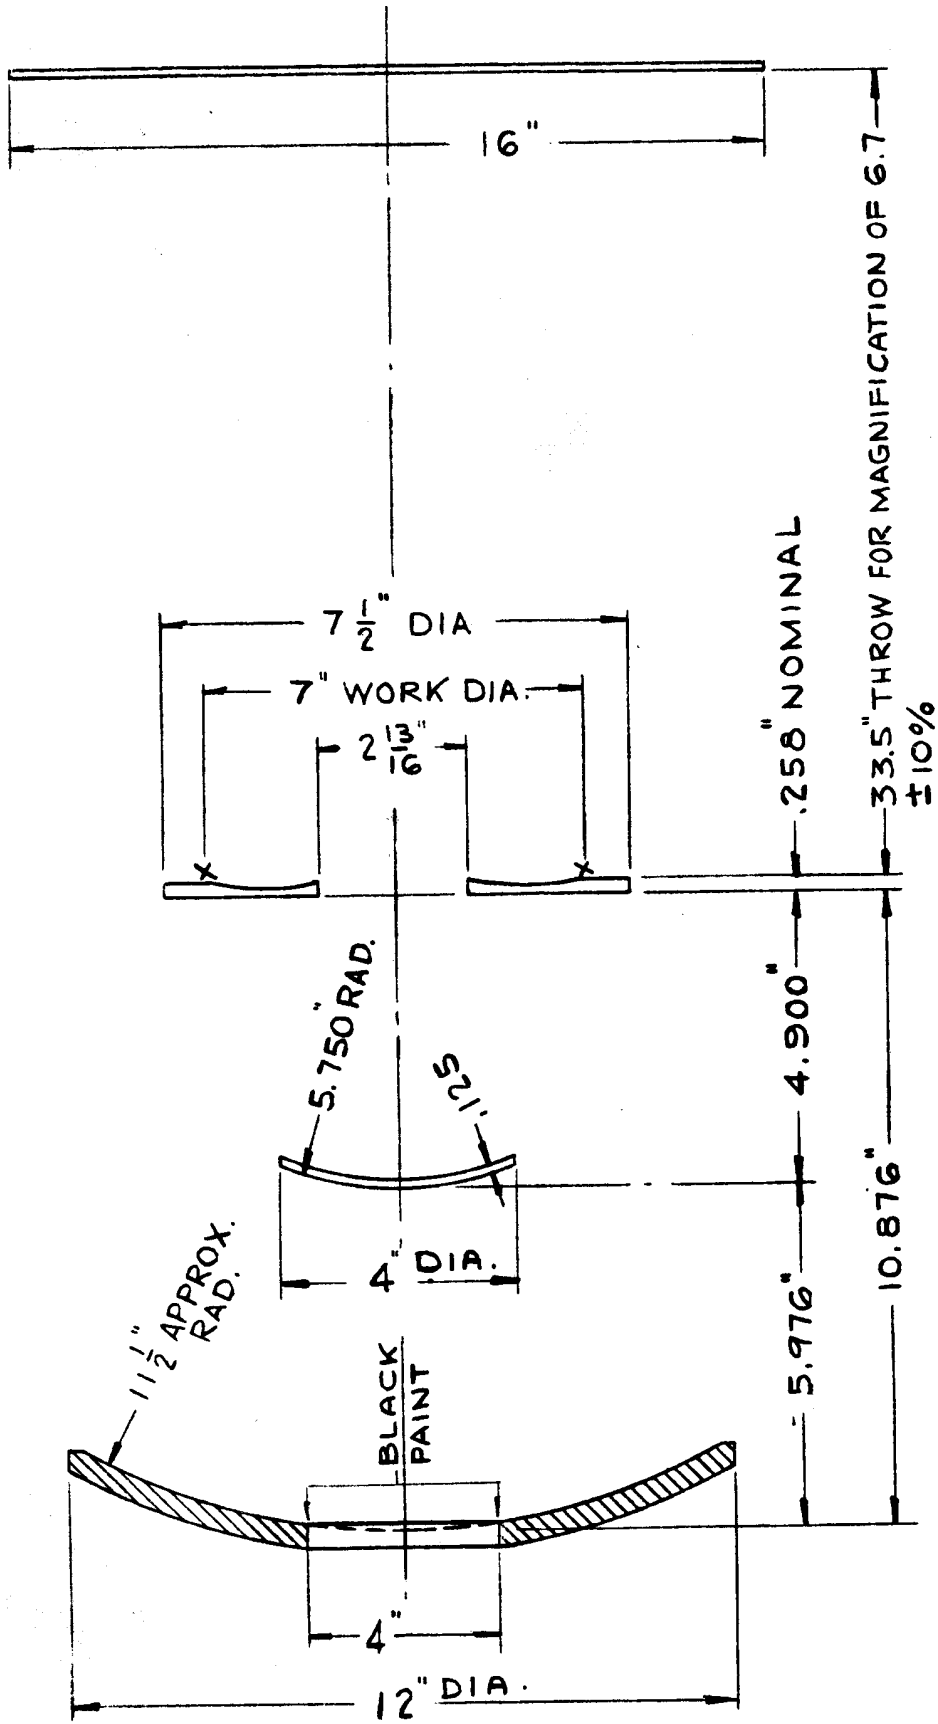 16"
33.5" THROW FOR MAGNIFICATION OF 6.7
±10%
.258" NOMINAL
7 1/2" DIA
7" WORK DIA.
2 13/16"
X
X
5.750" RAD.
.125
4.900"
10.876"
4" DIA.
5.976"
11 1/2" APPROX.
RAD.
BLACK
PAINT
4"
12" DIA.